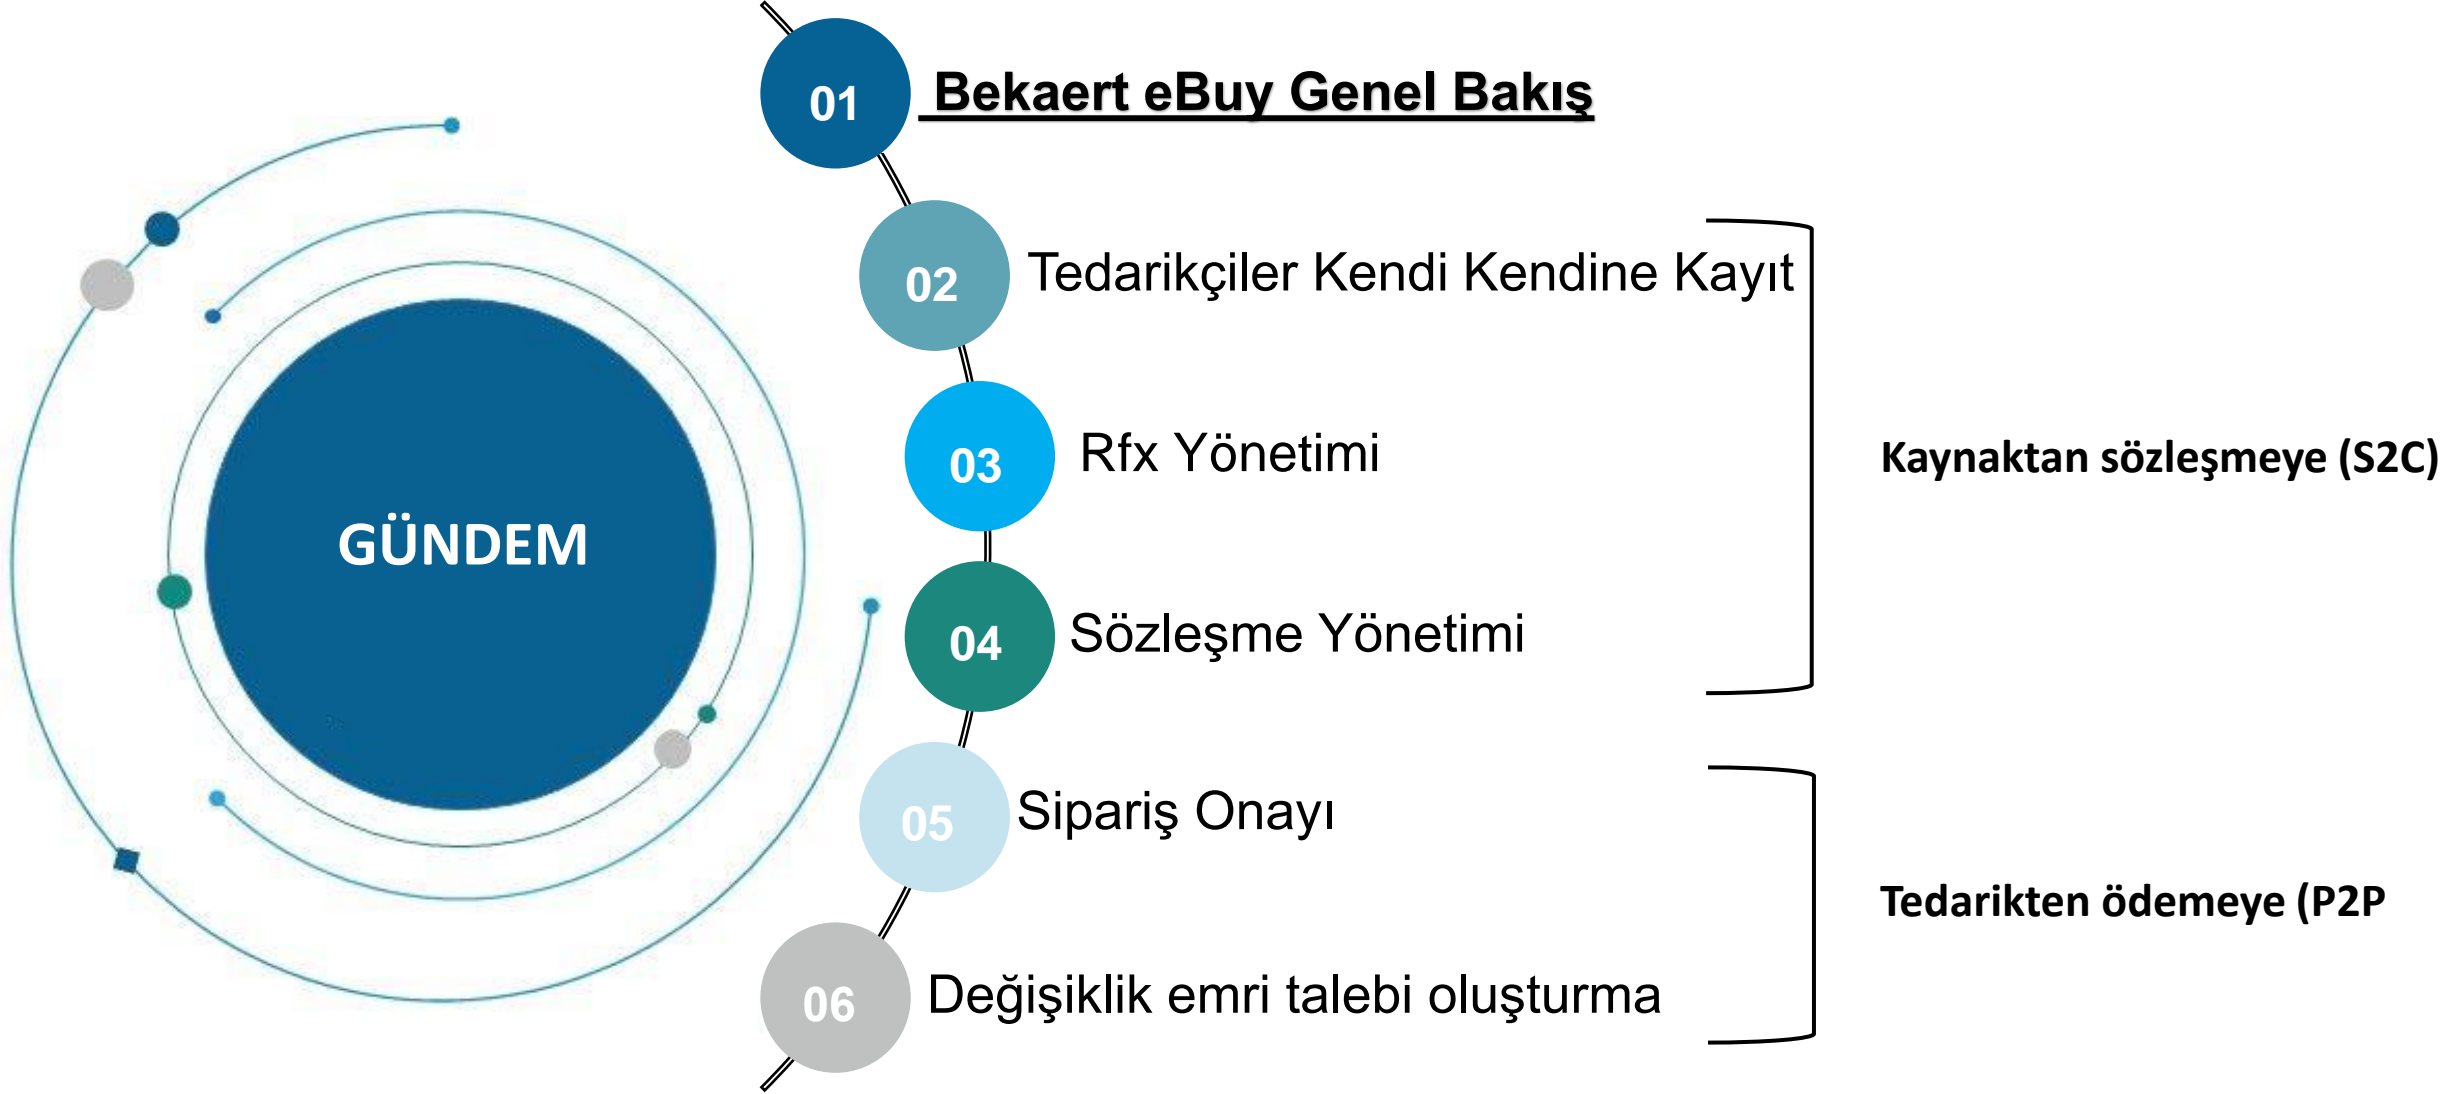 GÜNDEM
01
Bekaert eBuy Genel Bakış
02
Tedarikçiler Kendi Kendine Kayıt
03
Rfx Yönetimi
04
Sözleşme Yönetimi
Kaynaktan sözleşmeye (S2C)
05
Sipariş Onayı
06
Değişiklik emri talebi oluşturma
Tedarikten ödemeye (P2P